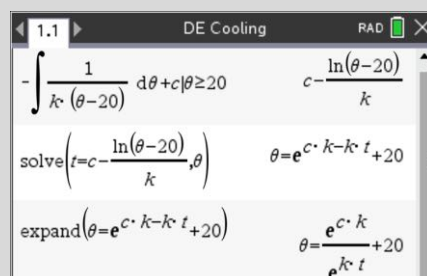 1.1 DE Cooling RAD
-∫ 1/(k·(θ-20)) dθ+c|θ≥20    c-ln(θ-20)/k
solve(t=c-ln(θ-20)/k,θ)    θ=e^(c·k-k·t)+20
expand(θ=e^(c·k-k·t)+20)    θ=e^(c·k)/e^(k·t)+20